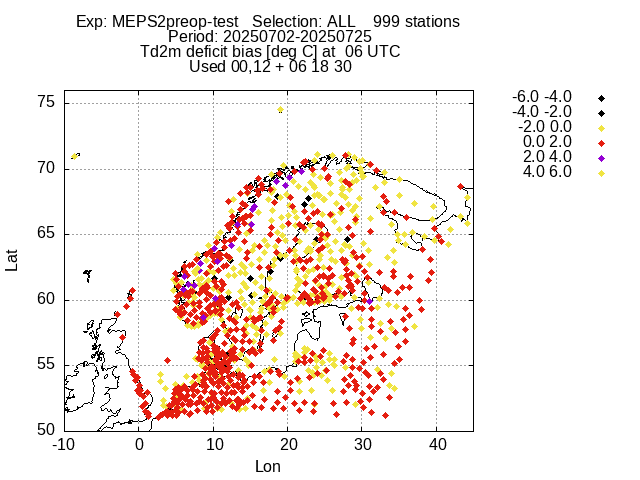 Exp: MEPS2preop-test   Selection: ALL    999 stations
Period: 20250702-20250725
Td2m deficit bias [deg C] at  06 UTC
Used 00,12 + 06 18 30
-6.0 -4.0
-4.0 -2.0
-2.0 0.0
0.0 2.0
2.0 4.0
4.0 6.0
75
70
65
60
55
50
Lat
-10 0 10 20 30 40
Lon